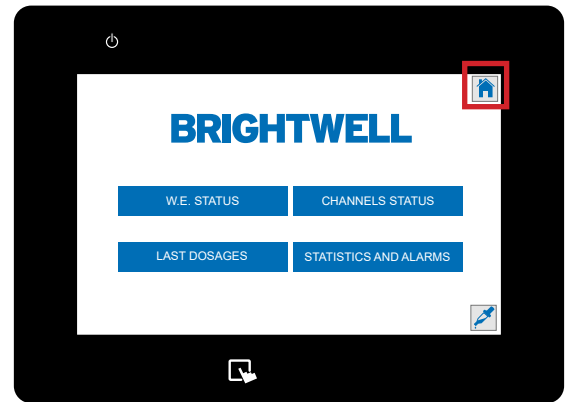 BRIGHTWELL
W.E. STATUS
CHANNELS STATUS
LAST DOSAGES
STATISTICS AND ALARMS